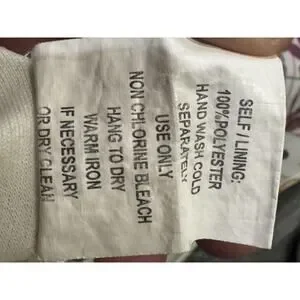 SELF / LINING:
100%POLYESTER
HAND WASH COLD
SEPARATELY
USE ONLY
NON CHLORINE BLEACH
HANG TO DRY
WARM IRON
IF NECESSARY
OR DRY CLEAN